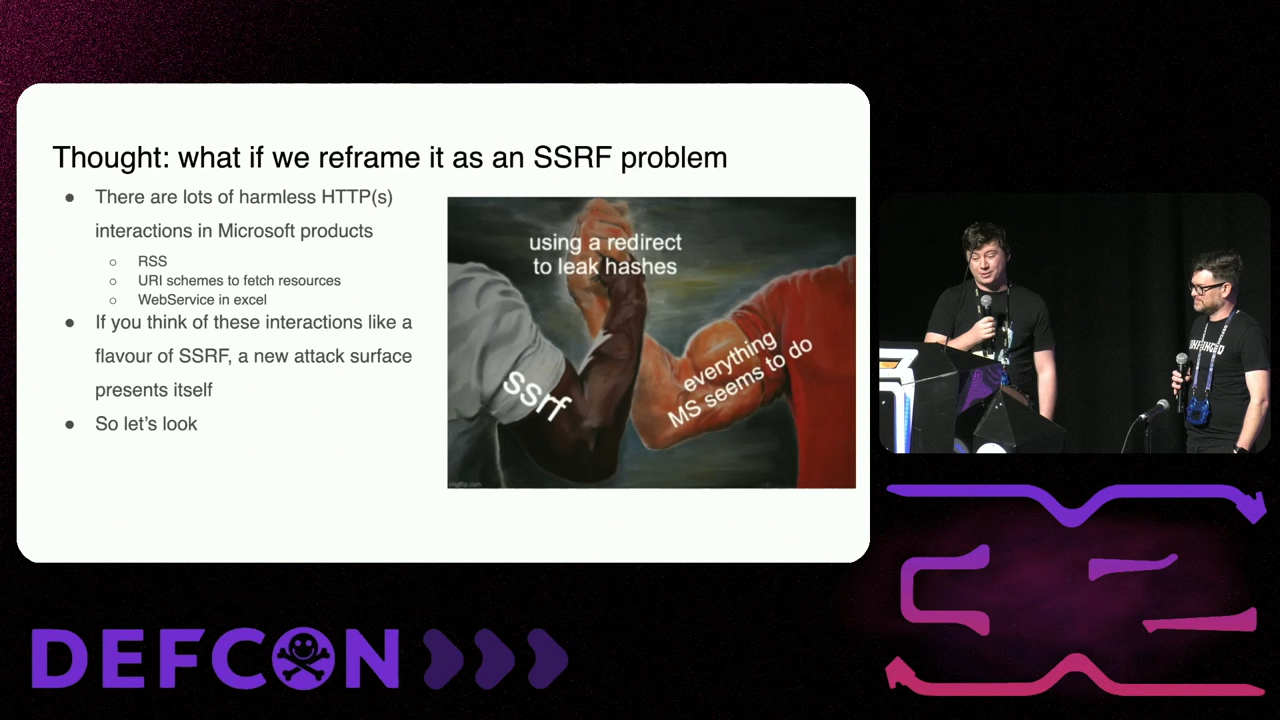 Thought: what if we reframe it as an SSRF problem
● There are lots of harmless HTTP(s)
interactions in Microsoft products
○ RSS
○ URI schemes to fetch resources
○ WebService in excel
● If you think of these interactions like a
flavour of SSRF, a new attack surface
presents itself
● So let's look
using a redirect
to leak hashes
ssrf
everything
MS seems to do
imgflip.com
DEFCON